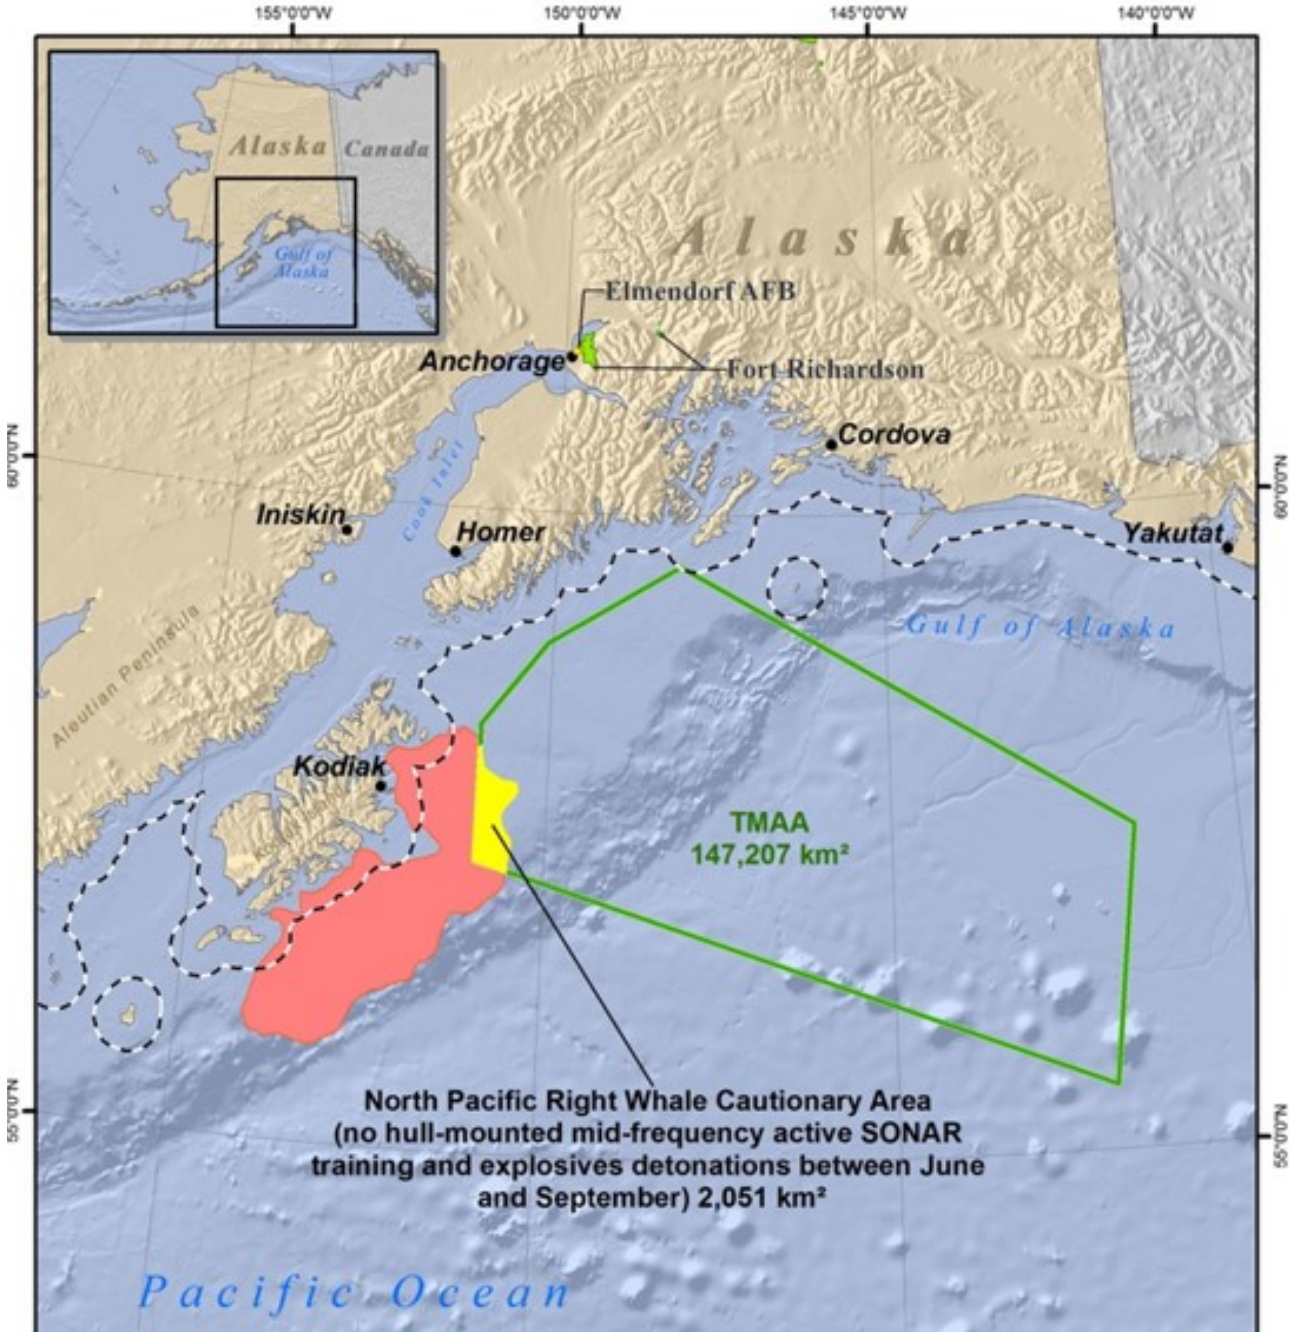 155°0'0"W 150°0'0"W 145°0'0"W 140°0'0"W
Alaska Canada
Gulf of
Alaska
Alaska
Elmendorf AFB
Anchorage
Fort Richardson
Cordova
60°0'0"N
60°0'0"N
Cook Inlet
Iniskin
Homer
Yakutat
Gulf of Alaska
Aleutian Peninsula
Kodiak
TMAA
147,207 km²
55°0'0"N
55°0'0"N
North Pacific Right Whale Cautionary Area
(no hull-mounted mid-frequency active SONAR
training and explosives detonations between June
and September) 2,051 km²
Pacific Ocean